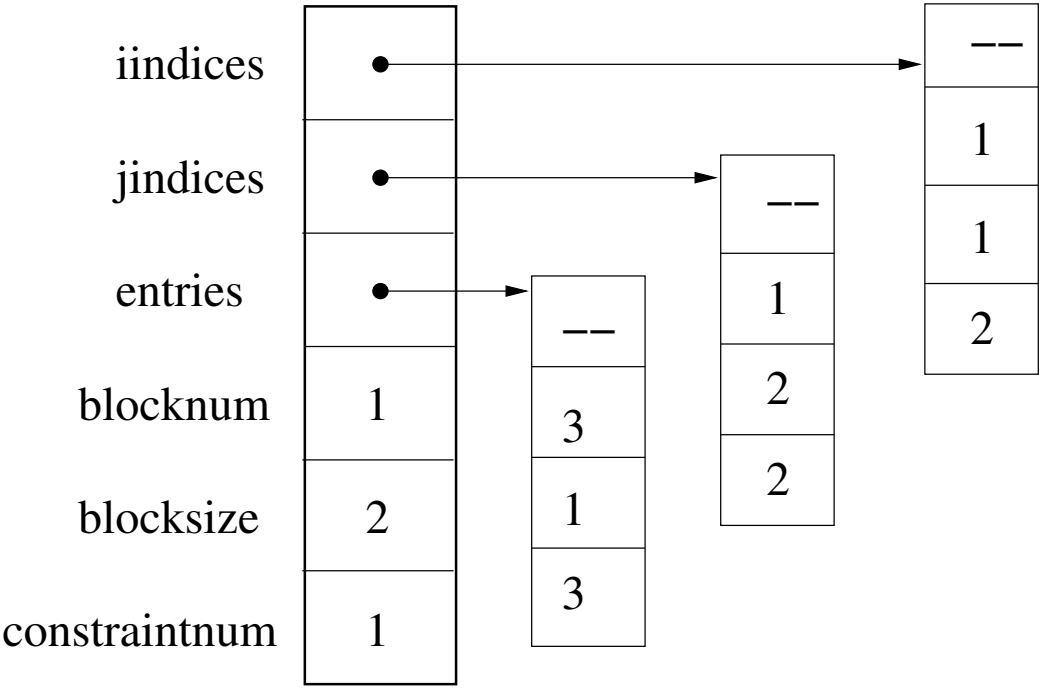 iindices
——
1
1
2
jindices
——
1
2
2
entries
——
3
1
3
blocknum 1
blocksize 2
constraintnum 1